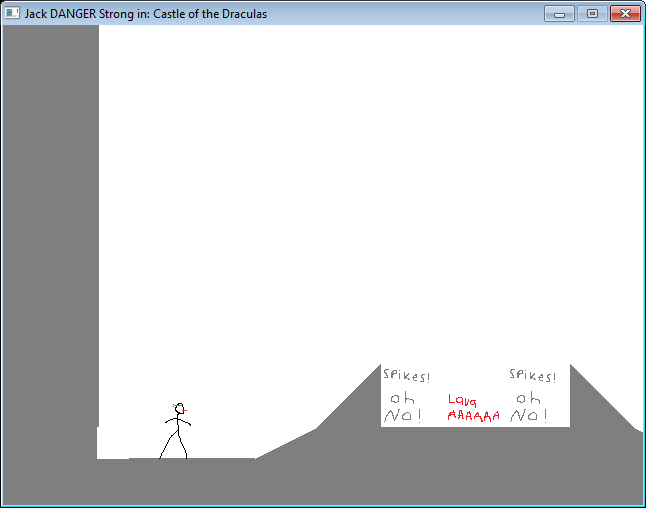 Jack DANGER Strong in: Castle of the Draculas
Spikes!
oh
No!
Lava
AAAAAA
Spikes!
oh
No!